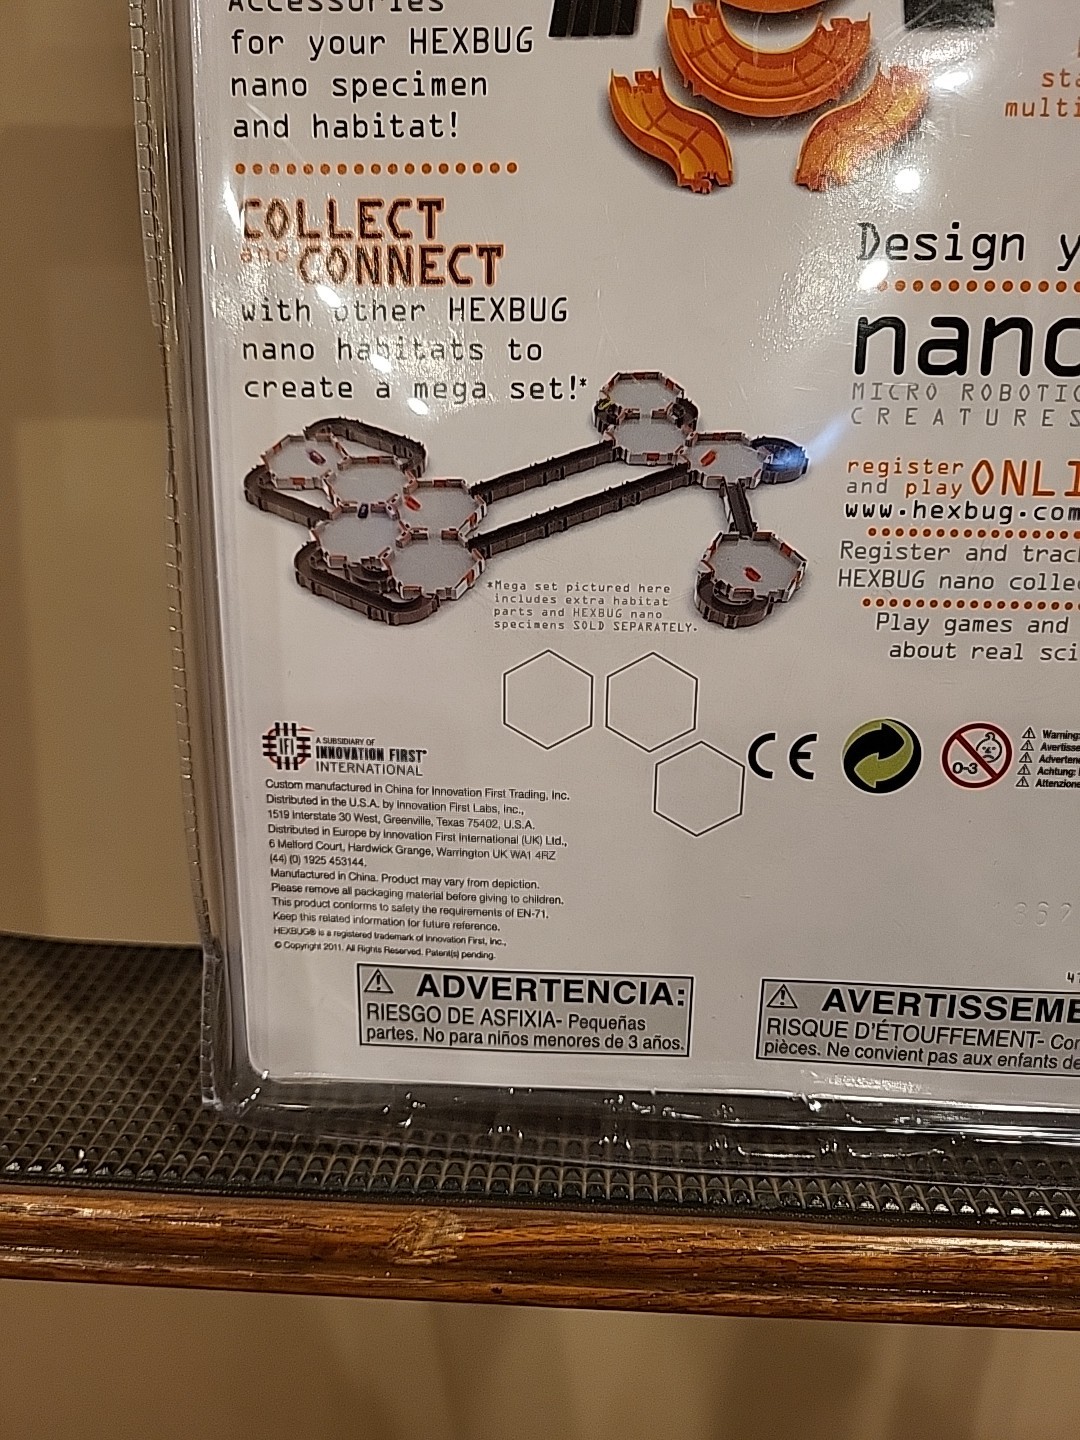 Accessories
for your HEXBUG
nano specimen
and habitat!
COLLECT
and CONNECT
with other HEXBUG
nano habitats to
create a mega set!*
*Mega set pictured here
includes extra habitat
parts and HEXBUG nano
specimens SOLD SEPARATELY.
multi
Design y
nano
MICRO ROBOTIC
CREATURES
register
and play ONLI
www.hexbug.com
Register and track
HEXBUG nano collec
Play games and
about real sci
IFI
A SUBSIDIARY OF
INNOVATION FIRST
INTERNATIONAL
Custom manufactured in China for Innovation First Trading, Inc.
Distributed in the U.S.A. by Innovation First Labs, Inc.,
1519 Interstate 30 West, Greenville, Texas 75402, U.S.A.
Distributed in Europe by Innovation First International (UK) Ltd.,
6 Melford Court, Hardwick Grange, Warrington UK WA1 4RZ
(44) (0) 1925 453144.
Manufactured in China. Product may vary from depiction.
Please remove all packaging material before giving to children.
This product conforms to safety the requirements of EN-71.
Keep this related information for future reference.
HEXBUG® is a registered trademark of Innovation First, Inc.,
© Copyright 2011. All Rights Reserved. Patent(s) pending.
CE
0-3
Warning:
Avertisse
Adverten
Achtung:
Attenzione
⚠ ADVERTENCIA:
RIESGO DE ASFIXIA- Pequeñas
partes. No para niños menores de 3 años.
⚠ AVERTISSEME
RISQUE D'ÉTOUFFEMENT- Con
pièces. Ne convient pas aux enfants de